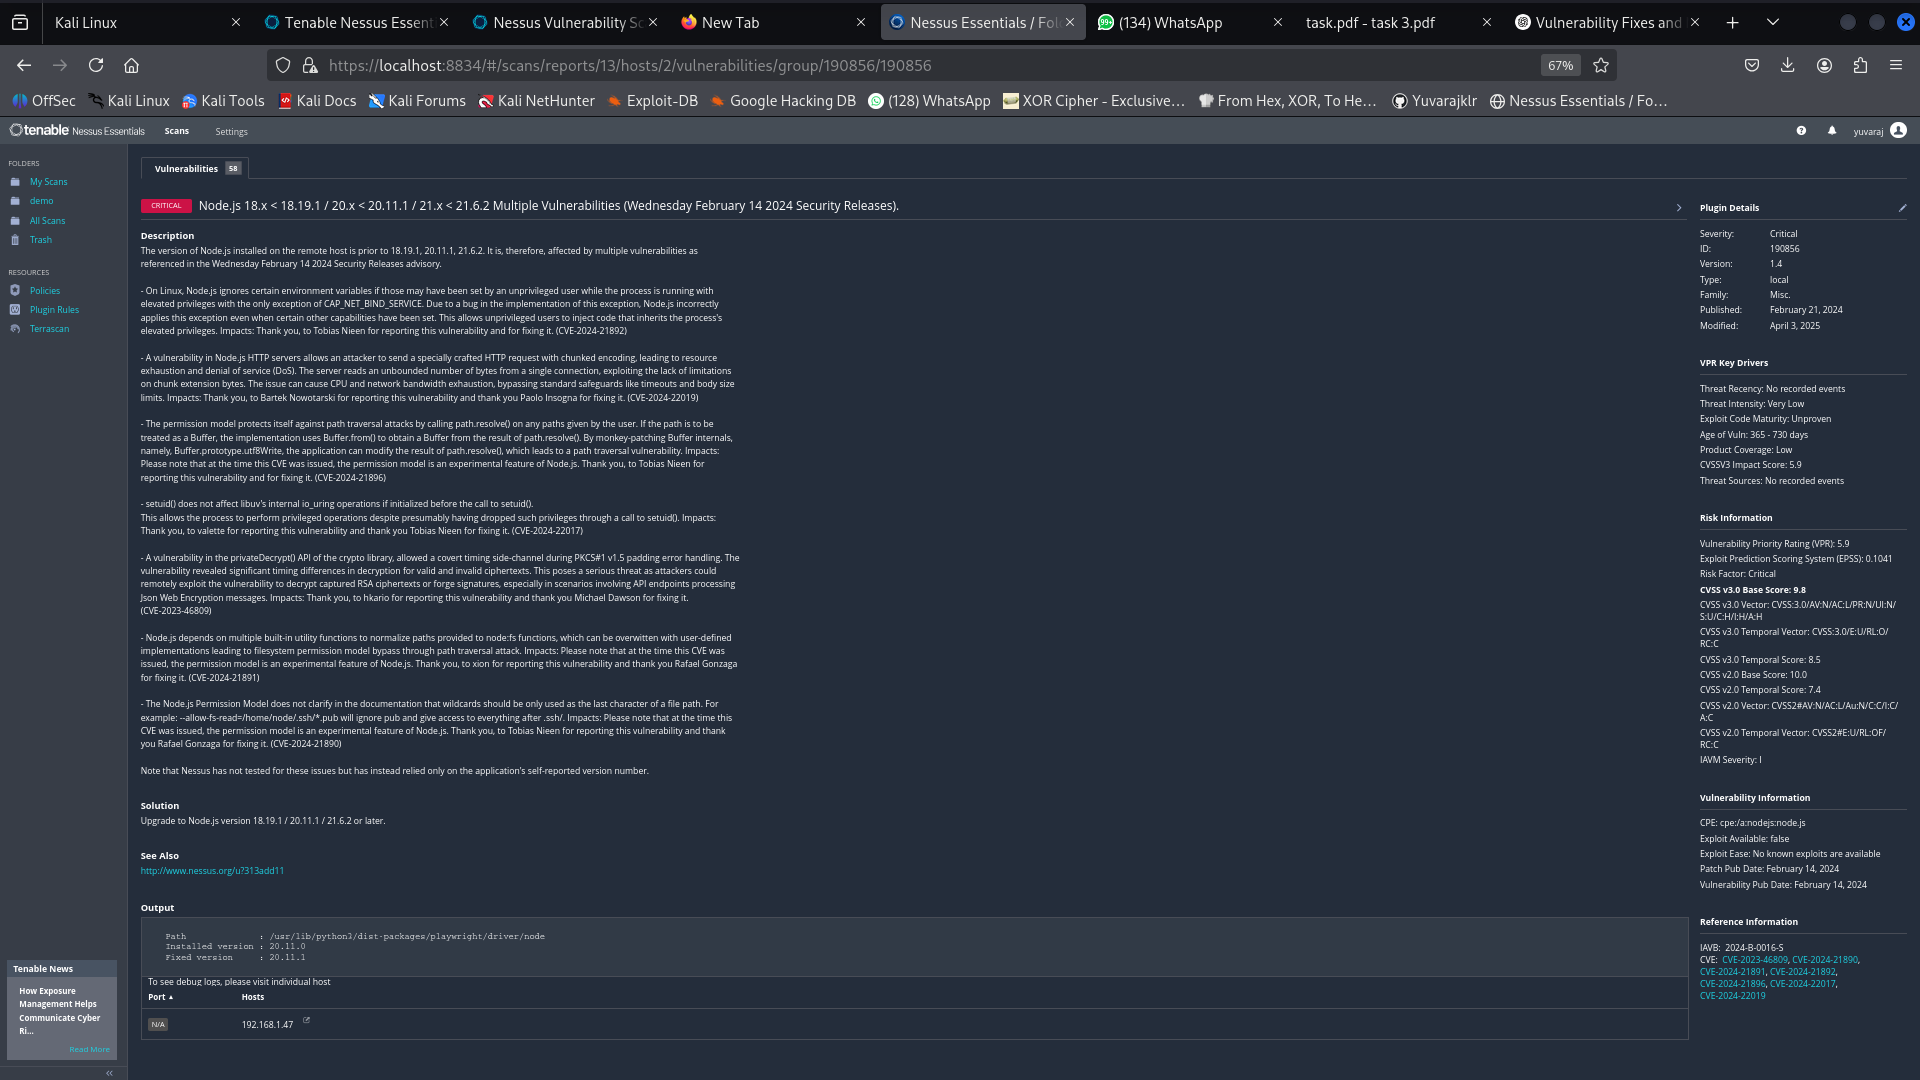 Kali Linux
Tenable Nessus Essent
Nessus Vulnerability Sc
New Tab
Nessus Essentials / Fol
(134) WhatsApp
task.pdf - task 3.pdf
Vulnerability Fixes and
https://localhost:8834/#/scans/reports/13/hosts/2/vulnerabilities/group/190856/190856
67%
OffSec
Kali Linux
Kali Tools
Kali Docs
Kali Forums
Kali NetHunter
Exploit-DB
Google Hacking DB
(128) WhatsApp
XOR Cipher - Exclusive…
From Hex, XOR, To He…
Yuvarajklr
Nessus Essentials / Fo…
tenable Nessus Essentials
Scans
Settings
yuvaraj
FOLDERS
My Scans
demo
All Scans
Trash
RESOURCES
Policies
Plugin Rules
Terrascan
Tenable News
How Exposure
Management Helps
Communicate Cyber
Ri...
Read More
Vulnerabilities 58
CRITICAL Node.js 18.x < 18.19.1 / 20.x < 20.11.1 / 21.x < 21.6.2 Multiple Vulnerabilities (Wednesday February 14 2024 Security Releases).
Description
The version of Node.js installed on the remote host is prior to 18.19.1, 20.11.1, 21.6.2. It is, therefore, affected by multiple vulnerabilities as
referenced in the Wednesday February 14 2024 Security Releases advisory.
- On Linux, Node.js ignores certain environment variables if those may have been set by an unprivileged user while the process is running with
elevated privileges with the only exception of CAP_NET_BIND_SERVICE. Due to a bug in the implementation of this exception, Node.js incorrectly
applies this exception even when certain other capabilities have been set. This allows unprivileged users to inject code that inherits the process's
elevated privileges. Impacts: Thank you, to Tobias Nieen for reporting this vulnerability and for fixing it. (CVE-2024-21892)
- A vulnerability in Node.js HTTP servers allows an attacker to send a specially crafted HTTP request with chunked encoding, leading to resource
exhaustion and denial of service (DoS). The server reads an unbounded number of bytes from a single connection, exploiting the lack of limitations
on chunk extension bytes. The issue can cause CPU and network bandwidth exhaustion, bypassing standard safeguards like timeouts and body size
limits. Impacts: Thank you, to Bartek Nowotarski for reporting this vulnerability and thank you Paolo Insogna for fixing it. (CVE-2024-22019)
- The permission model protects itself against path traversal attacks by calling path.resolve() on any paths given by the user. If the path is to be
treated as a Buffer, the implementation uses Buffer.from() to obtain a Buffer from the result of path.resolve(). By monkey-patching Buffer internals,
namely, Buffer.prototype.utf8Write, the application can modify the result of path.resolve(), which leads to a path traversal vulnerability. Impacts:
Please note that at the time this CVE was issued, the permission model is an experimental feature of Node.js. Thank you, to Tobias Nieen for
reporting this vulnerability and for fixing it. (CVE-2024-21896)
- setuid() does not affect libuv's internal io_uring operations if initialized before the call to setuid().
This allows the process to perform privileged operations despite presumably having dropped such privileges through a call to setuid(). Impacts:
Thank you, to valette for reporting this vulnerability and thank you Tobias Nieen for fixing it. (CVE-2024-22017)
- A vulnerability in the privateDecrypt() API of the crypto library, allowed a covert timing side-channel during PKCS#1 v1.5 padding error handling. The
vulnerability revealed significant timing differences in decryption for valid and invalid ciphertexts. This poses a serious threat as attackers could
remotely exploit the vulnerability to decrypt captured RSA ciphertexts or forge signatures, especially in scenarios involving API endpoints processing
Json Web Encryption messages. Impacts: Thank you, to hkario for reporting this vulnerability and thank you Michael Dawson for fixing it.
(CVE-2023-46809)
- Node.js depends on multiple built-in utility functions to normalize paths provided to node:fs functions, which can be overwitten with user-defined
implementations leading to filesystem permission model bypass through path traversal attack. Impacts: Please note that at the time this CVE was
issued, the permission model is an experimental feature of Node.js. Thank you, to xion for reporting this vulnerability and thank you Rafael Gonzaga
for fixing it. (CVE-2024-21891)
- The Node.js Permission Model does not clarify in the documentation that wildcards should be only used as the last character of a file path. For
example: --allow-fs-read=/home/node/.ssh/*.pub will ignore pub and give access to everything after .ssh/. Impacts: Please note that at the time this
CVE was issued, the permission model is an experimental feature of Node.js. Thank you, to Tobias Nieen for reporting this vulnerability and thank
you Rafael Gonzaga for fixing it. (CVE-2024-21890)
Note that Nessus has not tested for these issues but has instead relied only on the application's self-reported version number.
Solution
Upgrade to Node.js version 18.19.1 / 20.11.1 / 21.6.2 or later.
See Also
http://www.nessus.org/u?313add11
Output
Path : /usr/lib/python3/dist-packages/playwright/driver/node
Installed version : 20.11.0
Fixed version : 20.11.1
To see debug logs, please visit individual host
Port Hosts
N/A 192.168.1.47
Plugin Details
Severity: Critical
ID: 190856
Version: 1.4
Type: local
Family: Misc.
Published: February 21, 2024
Modified: April 3, 2025
VPR Key Drivers
Threat Recency: No recorded events
Threat Intensity: Very Low
Exploit Code Maturity: Unproven
Age of Vuln: 365 - 730 days
Product Coverage: Low
CVSSV3 Impact Score: 5.9
Threat Sources: No recorded events
Risk Information
Vulnerability Priority Rating (VPR): 5.9
Exploit Prediction Scoring System (EPSS): 0.1041
Risk Factor: Critical
CVSS v3.0 Base Score: 9.8
CVSS v3.0 Vector: CVSS:3.0/AV:N/AC:L/PR:N/UI:N/
S:U/C:H/I:H/A:H
CVSS v3.0 Temporal Vector: CVSS:3.0/E:U/RL:O/
RC:C
CVSS v3.0 Temporal Score: 8.5
CVSS v2.0 Base Score: 10.0
CVSS v2.0 Temporal Score: 7.4
CVSS v2.0 Vector: CVSS2#AV:N/AC:L/Au:N/C:C/I:C/
A:C
CVSS v2.0 Temporal Vector: CVSS2#E:U/RL:OF/
RC:C
IAVM Severity: I
Vulnerability Information
CPE: cpe:/a:nodejs:node.js
Exploit Available: false
Exploit Ease: No known exploits are available
Patch Pub Date: February 14, 2024
Vulnerability Pub Date: February 14, 2024
Reference Information
IAVB: 2024-B-0016-S
CVE: CVE-2023-46809, CVE-2024-21890,
CVE-2024-21891, CVE-2024-21892,
CVE-2024-21896, CVE-2024-22017,
CVE-2024-22019